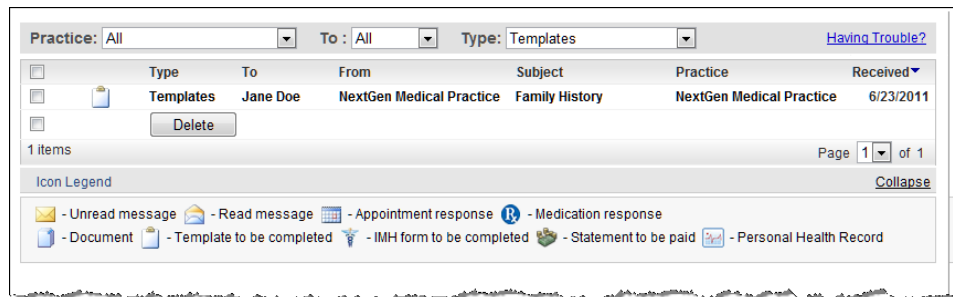 Practice: All To : All Type: Templates Having Trouble?
Type To From Subject Practice Received
Templates Jane Doe NextGen Medical Practice Family History NextGen Medical Practice 6/23/2011
Delete
1 items Page 1 of 1
Icon Legend Collapse
- Unread message - Read message - Appointment response R - Medication response
- Document - Template to be completed - IMH form to be completed - Statement to be paid - Personal Health Record